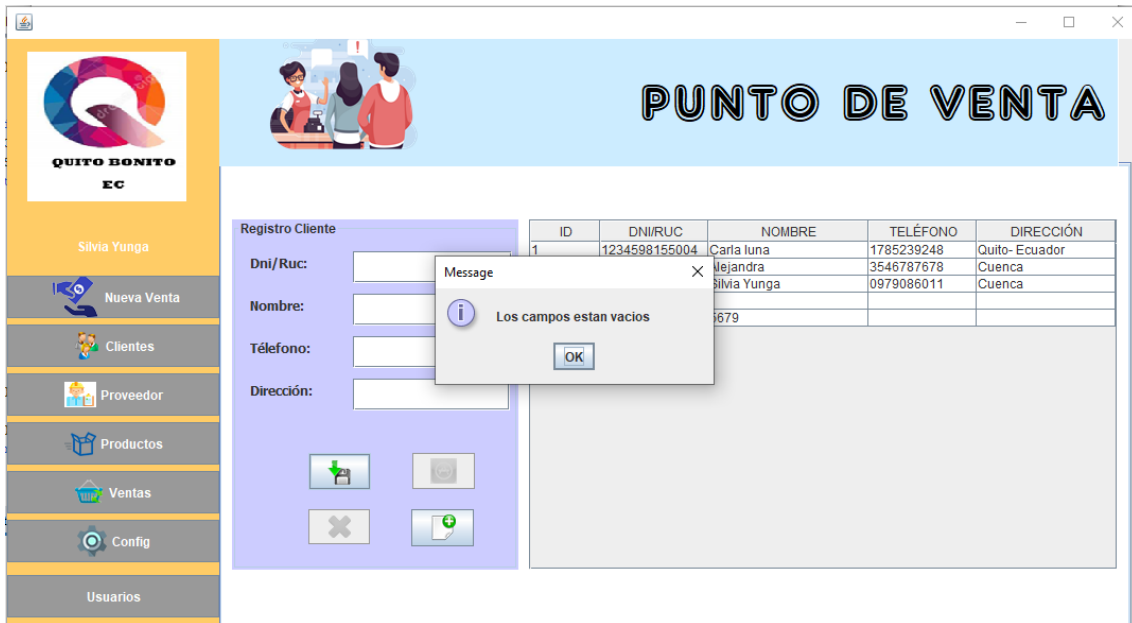 PUNTO DE VENTA
QUITO BONITO
EC
Silvia Yunga
Nueva Venta
Clientes
Proveedor
Productos
Ventas
Config
Usuarios
Registro Cliente
Dni/Ruc:
Nombre:
Télefono:
Dirección:
Message
Los campos estan vacios
OK
ID DNI/RUC NOMBRE TELÉFONO DIRECCIÓN
1 1234598155004 Carla luna 1785239248 Quito- Ecuador
3546787678 Cuenca
Silvia Yunga 0979086011 Cuenca